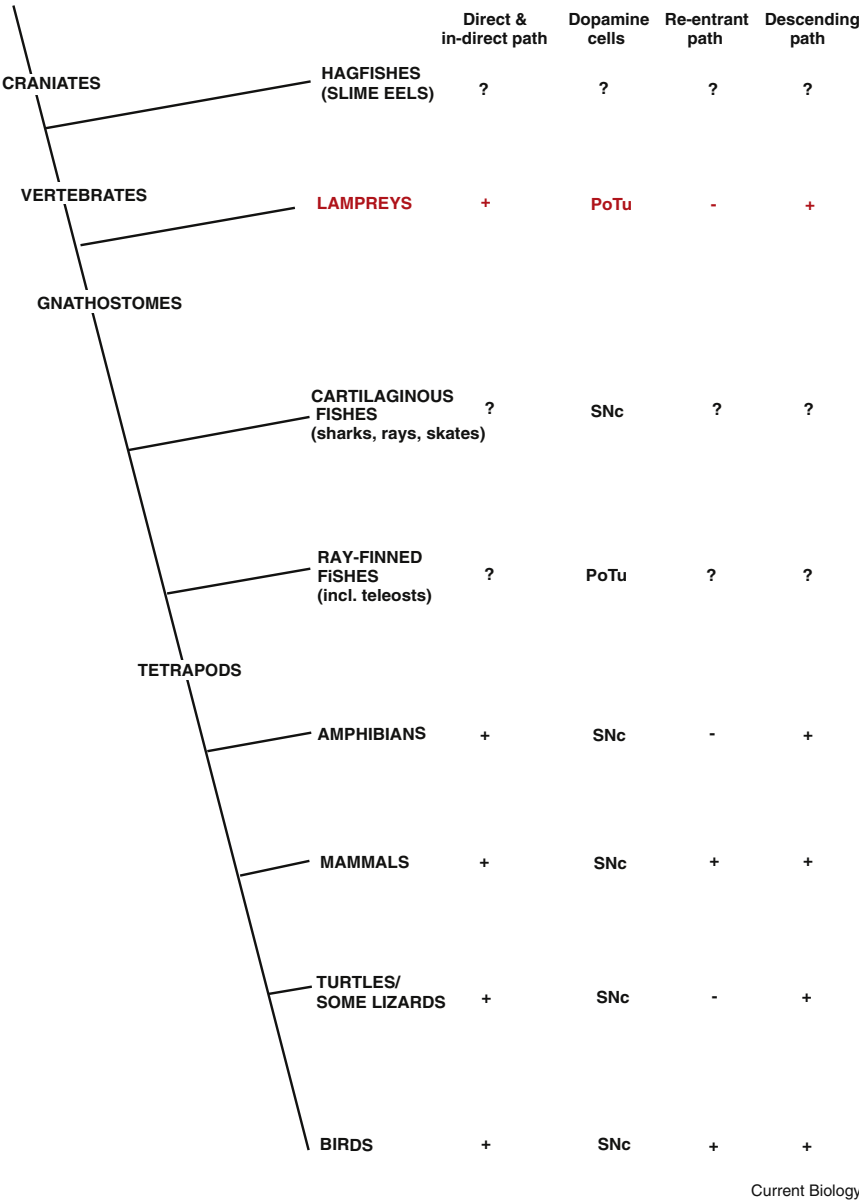 Direct &
in-direct path
Dopamine
cells
Re-entrant
path
Descending
path
CRANIATES
HAGFISHES
(SLIME EELS)
? ? ? ?
VERTEBRATES
LAMPREYS + PoTu - +
GNATHOSTOMES
CARTILAGINOUS
FISHES
(sharks, rays, skates)
? SNc ? ?
RAY-FINNED
FiSHES
(incl. teleosts)
? PoTu ? ?
TETRAPODS
AMPHIBIANS + SNc - +
MAMMALS + SNc + +
TURTLES/
SOME LIZARDS + SNc - +
BIRDS + SNc + +
Current Biology